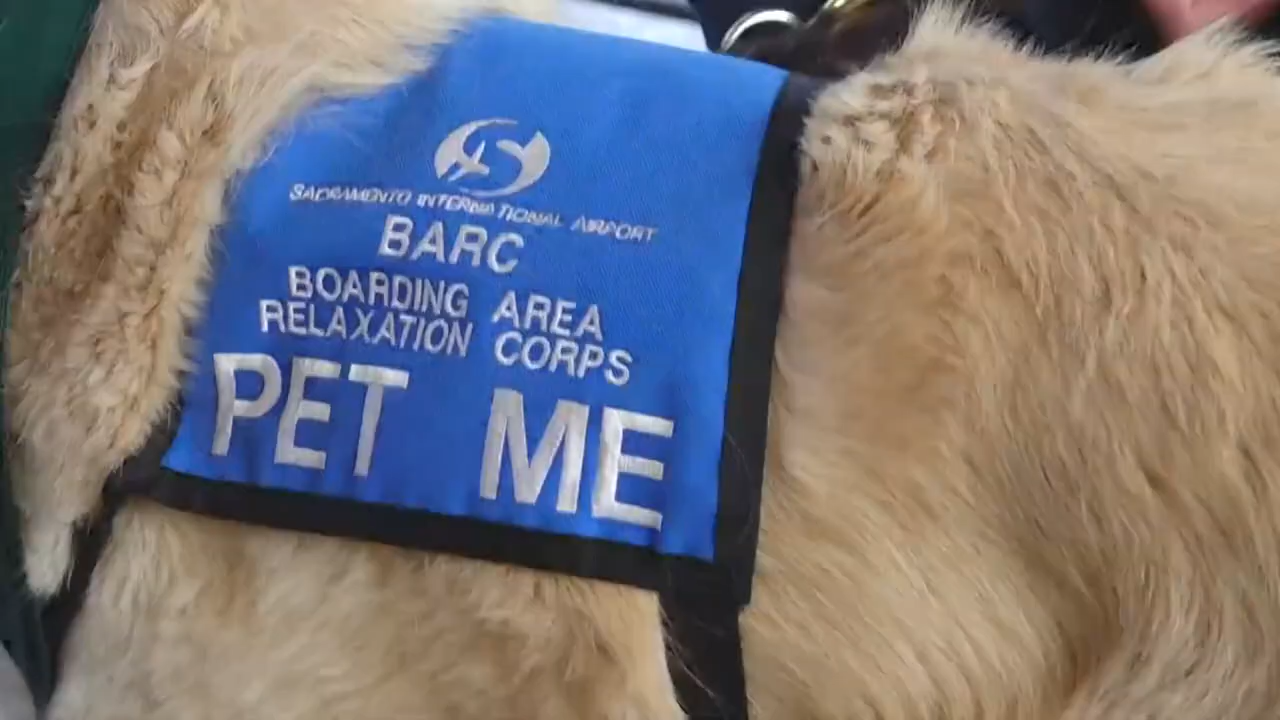 SACRAMENTO INTERNATIONAL AIRPORT
BARC
BOARDING AREA
RELAXATION CORPS
PET ME